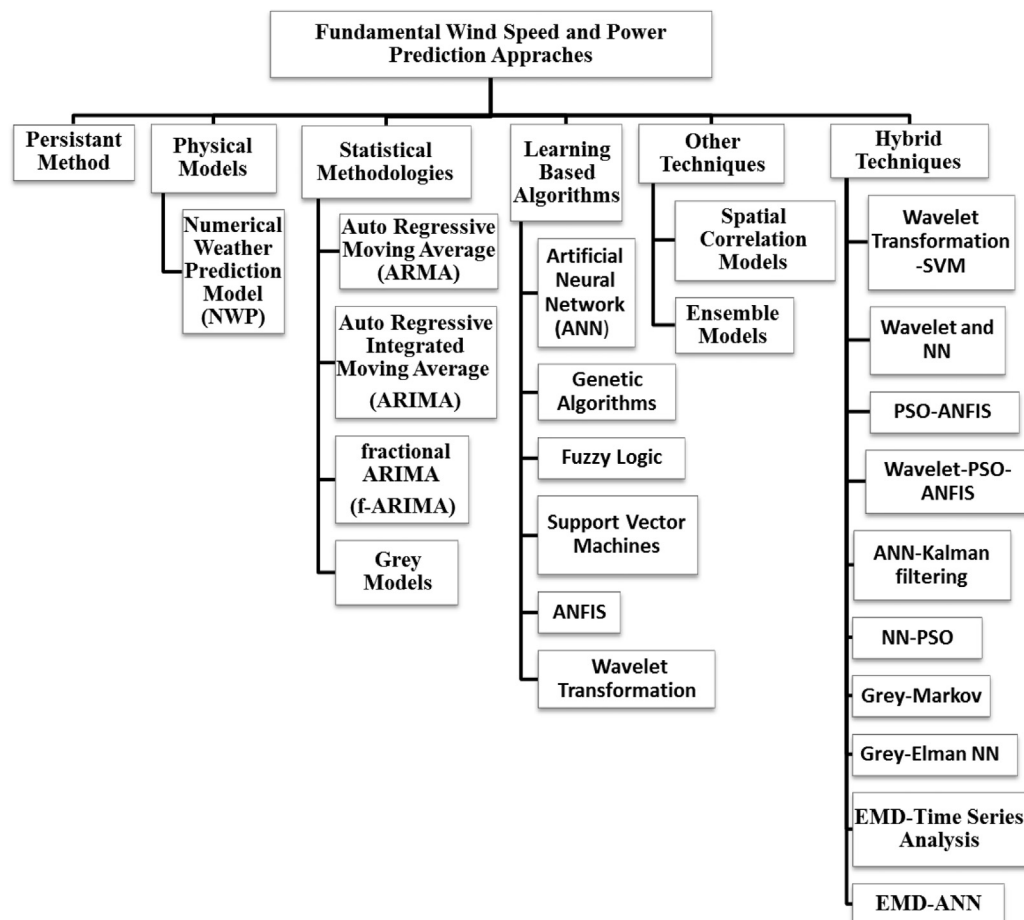 Fundamental Wind Speed and Power
Prediction Appraches
Persistant
Method
Physical
Models
Numerical
Weather
Prediction
Model
(NWP)
Statistical
Methodologies
Auto Regressive
Moving Average
(ARMA)
Auto Regressive
Integrated
Moving Average
(ARIMA)
fractional
ARIMA
(f-ARIMA)
Grey
Models
Learning
Based
Algorithms
Artificial
Neural
Network
(ANN)
Genetic
Algorithms
Fuzzy Logic
Support Vector
Machines
ANFIS
Wavelet
Transformation
Other
Techniques
Spatial
Correlation
Models
Ensemble
Models
Hybrid
Techniques
Wavelet
Transformation
-SVM
Wavelet and
NN
PSO-ANFIS
Wavelet-PSO-
ANFIS
ANN-Kalman
filtering
NN-PSO
Grey-Markov
Grey-Elman NN
EMD-Time Series
Analysis
EMD-ANN